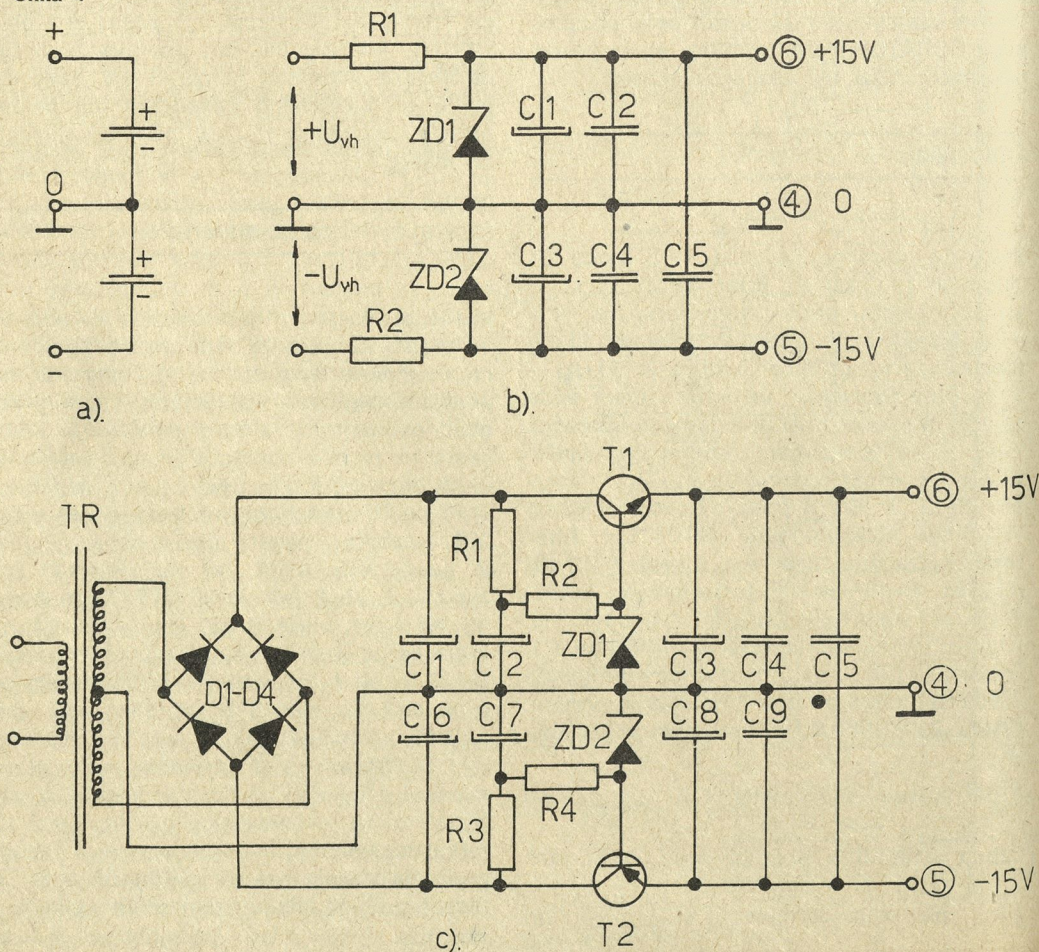 +
R1
⑥ +15V
+
-
+Uvh
ZD1
C1
C2
0
④ 0
+
-
-Uvh
ZD2
C3
C4
C5
R2
-
⑤ -15V
a).
b).
T1
TR
⑥ +15V
R1
R2
ZD1
D1-D4
C1
C2
C3
C4
C5
④ 0
C6
C7
C8
C9
ZD2
R4
R3
⑤ -15V
T2
c).